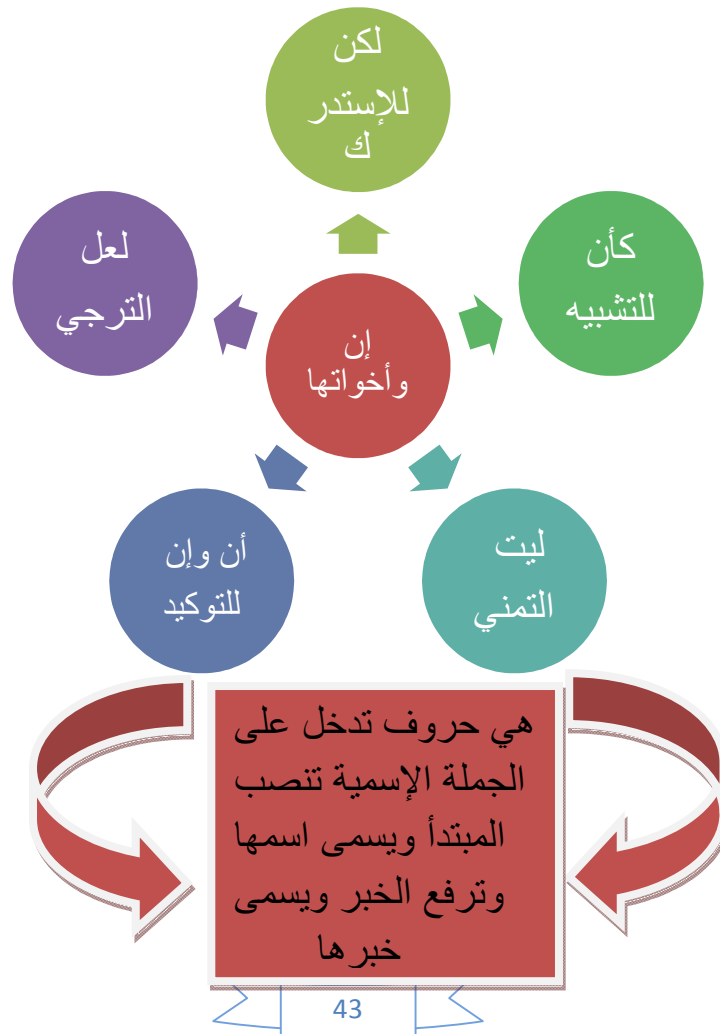 لكن
للإستدر
ك
كأن
للتشبيه
لعل
الترجي
إن
وأخواتها
ليت
التمني
أن وإن
للتوكيد
هي حروف تدخل على
الجملة الإسمية تنصب
المبتدأ ويسمى اسمها
وترفع الخبر ويسمى
خبرها
43